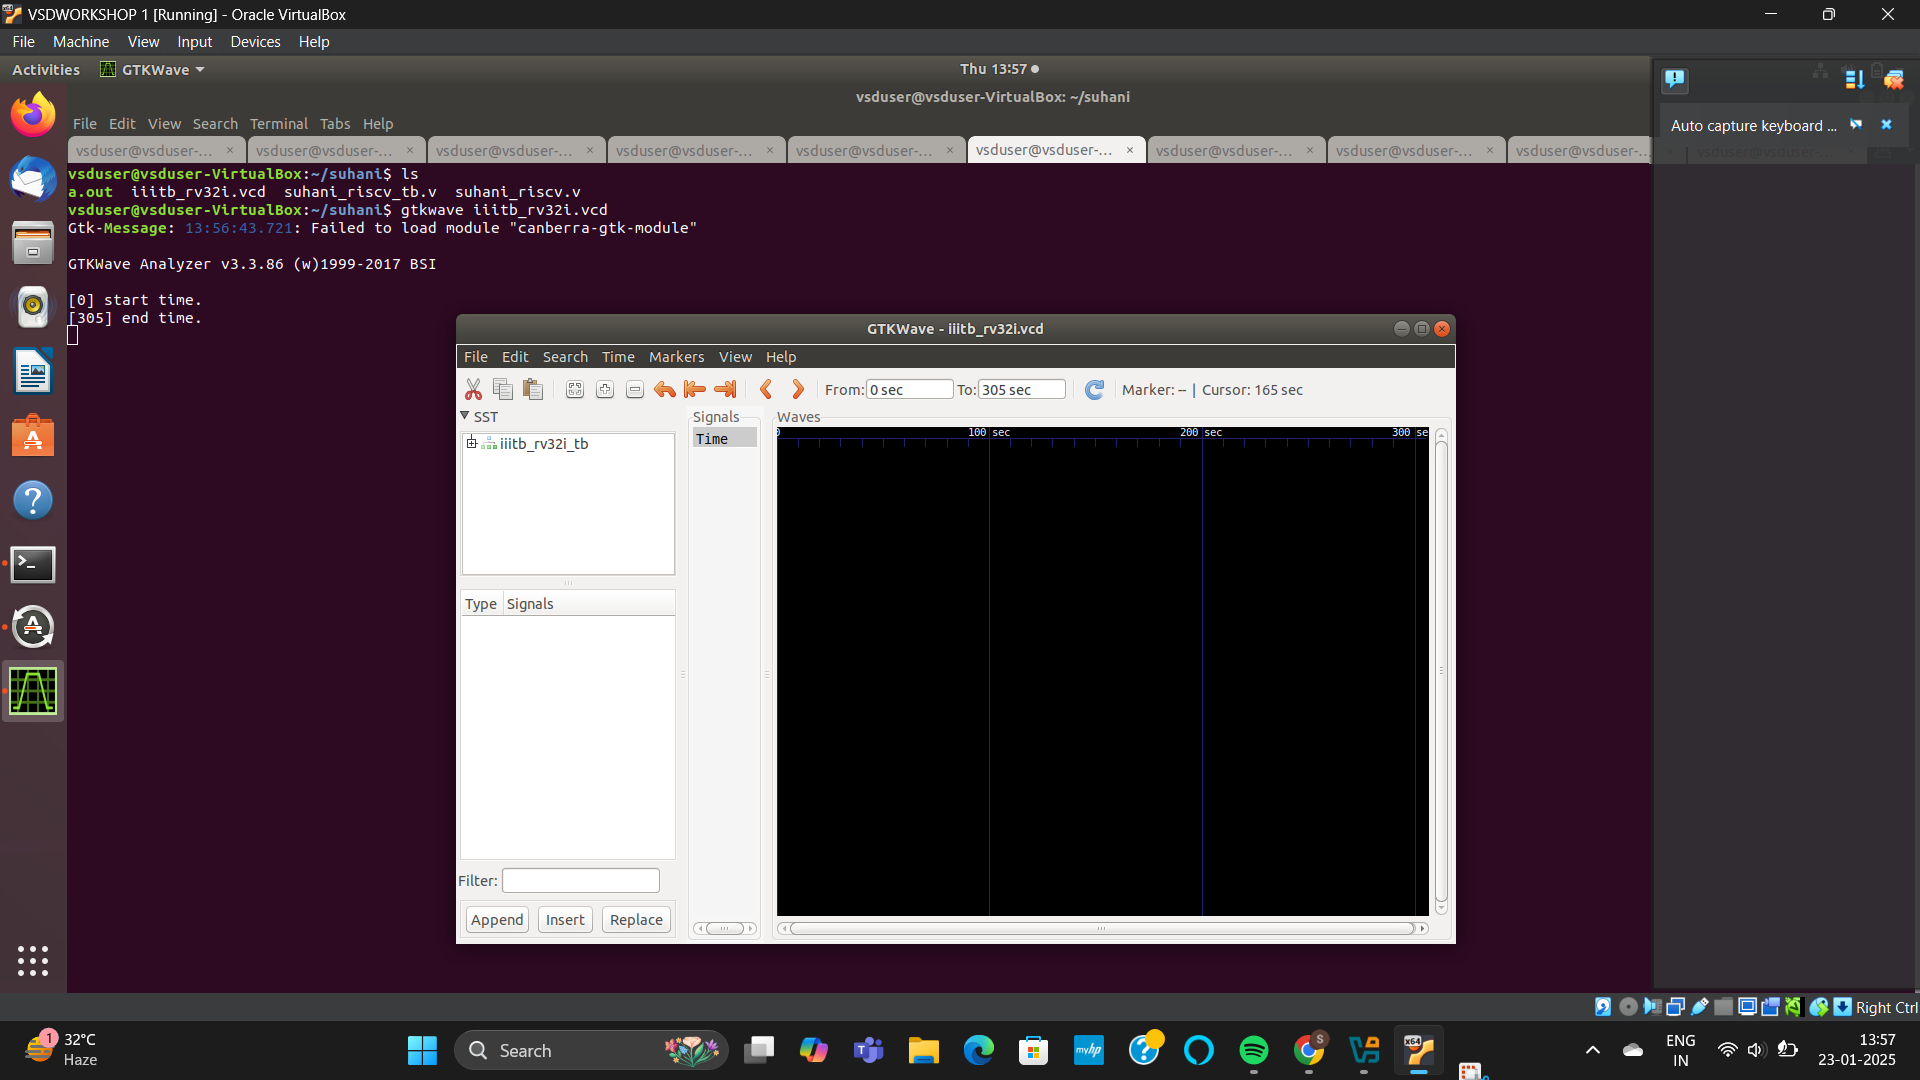 VSDWORKSHOP 1 [Running] - Oracle VirtualBox
File Machine View Input Devices Help
Activities GTKWave Thu 13:57
vsduser@vsduser-VirtualBox: ~/suhani
Auto capture keyboard ...
File Edit View Search Terminal Tabs Help
vsduser@vsduser-... × vsduser@vsduser-... × vsduser@vsduser-... × vsduser@vsduser-... × vsduser@vsduser-... × vsduser@vsduser-... × vsduser@vsduser-... × vsduser@vsduser-... × vsduser@vsduser-... vsduser@vsduser-...
vsduser@vsduser-VirtualBox:~/suhani$ ls
a.out iiitb_rv32i.vcd suhani_riscv_tb.v suhani_riscv.v
vsduser@vsduser-VirtualBox:~/suhani$ gtkwave iiitb_rv32i.vcd
Gtk-Message: 13:56:43.721: Failed to load module "canberra-gtk-module"
GTKWave Analyzer v3.3.86 (w)1999-2017 BSI
[0] start time.
[305] end time.
GTKWave - iiitb_rv32i.vcd
File Edit Search Time Markers View Help
From: 0 sec To: 305 sec Marker: -- | Cursor: 165 sec
SST
iiitb_rv32i_tb
Type Signals
Filter:
Append Insert Replace
Signals
Time
Waves
0 100 sec 200 sec 300 se
Right Ctrl
1
32°C
Haze
Search
myhp
S
x64
ENG
IN
13:57
23-01-2025